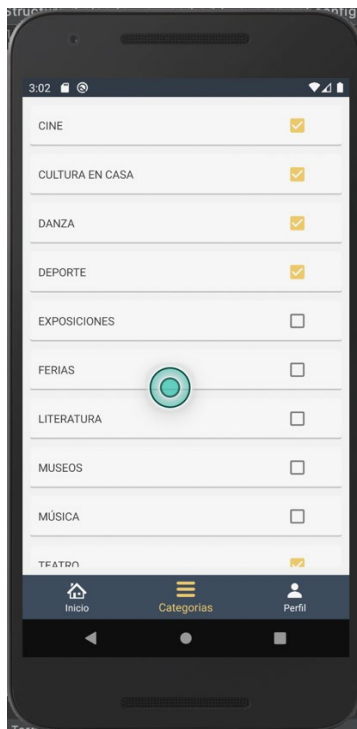 3:02
CINE
CULTURA EN CASA
DANZA
DEPORTE
EXPOSICIONES
FERIAS
LITERATURA
MUSEOS
MÚSICA
TEATRO
Inicio
Categorias
Perfil